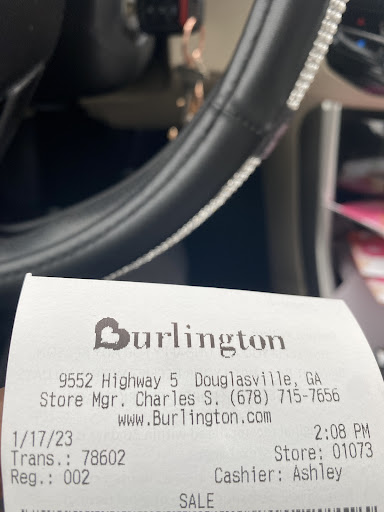 Burlington
9552 Highway 5 Douglasville, GA
Store Mgr. Charles S. (678) 715-7656
www.Burlington.com
1/17/23 2:08 PM
Trans.: 78602 Store: 01073
Reg.: 002 Cashier: Ashley
SALE